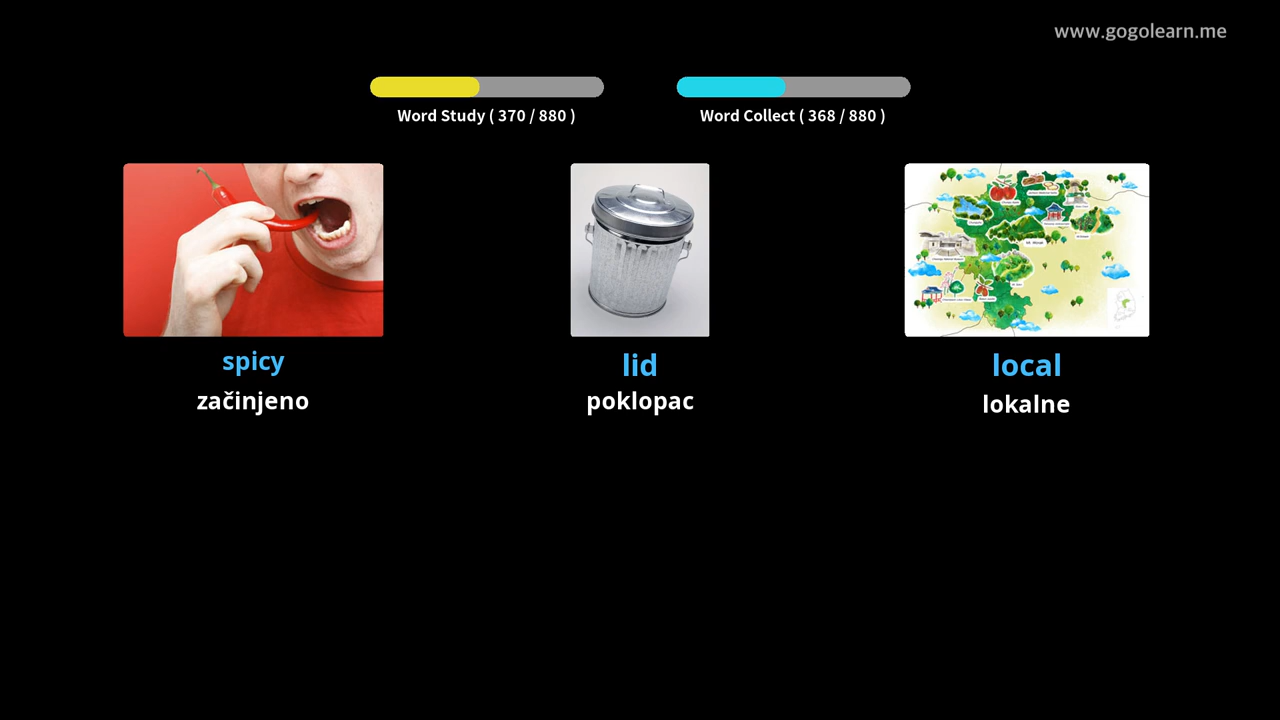 www.gogolearn.me
Word Study ( 370 / 880 )
Word Collect ( 368 / 880 )
spicy
lid
local
začinjeno
poklopac
lokalne